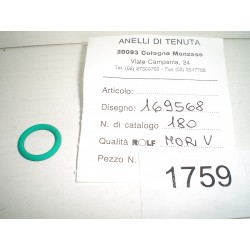 ANELLI DI TENUTA
20093 Cologno Monzese
Viale Campania, 24
Articolo:
Disegno: 169568
N. di catalogo 180
Qualità ROLF MORI V
Pezzo N.
1759